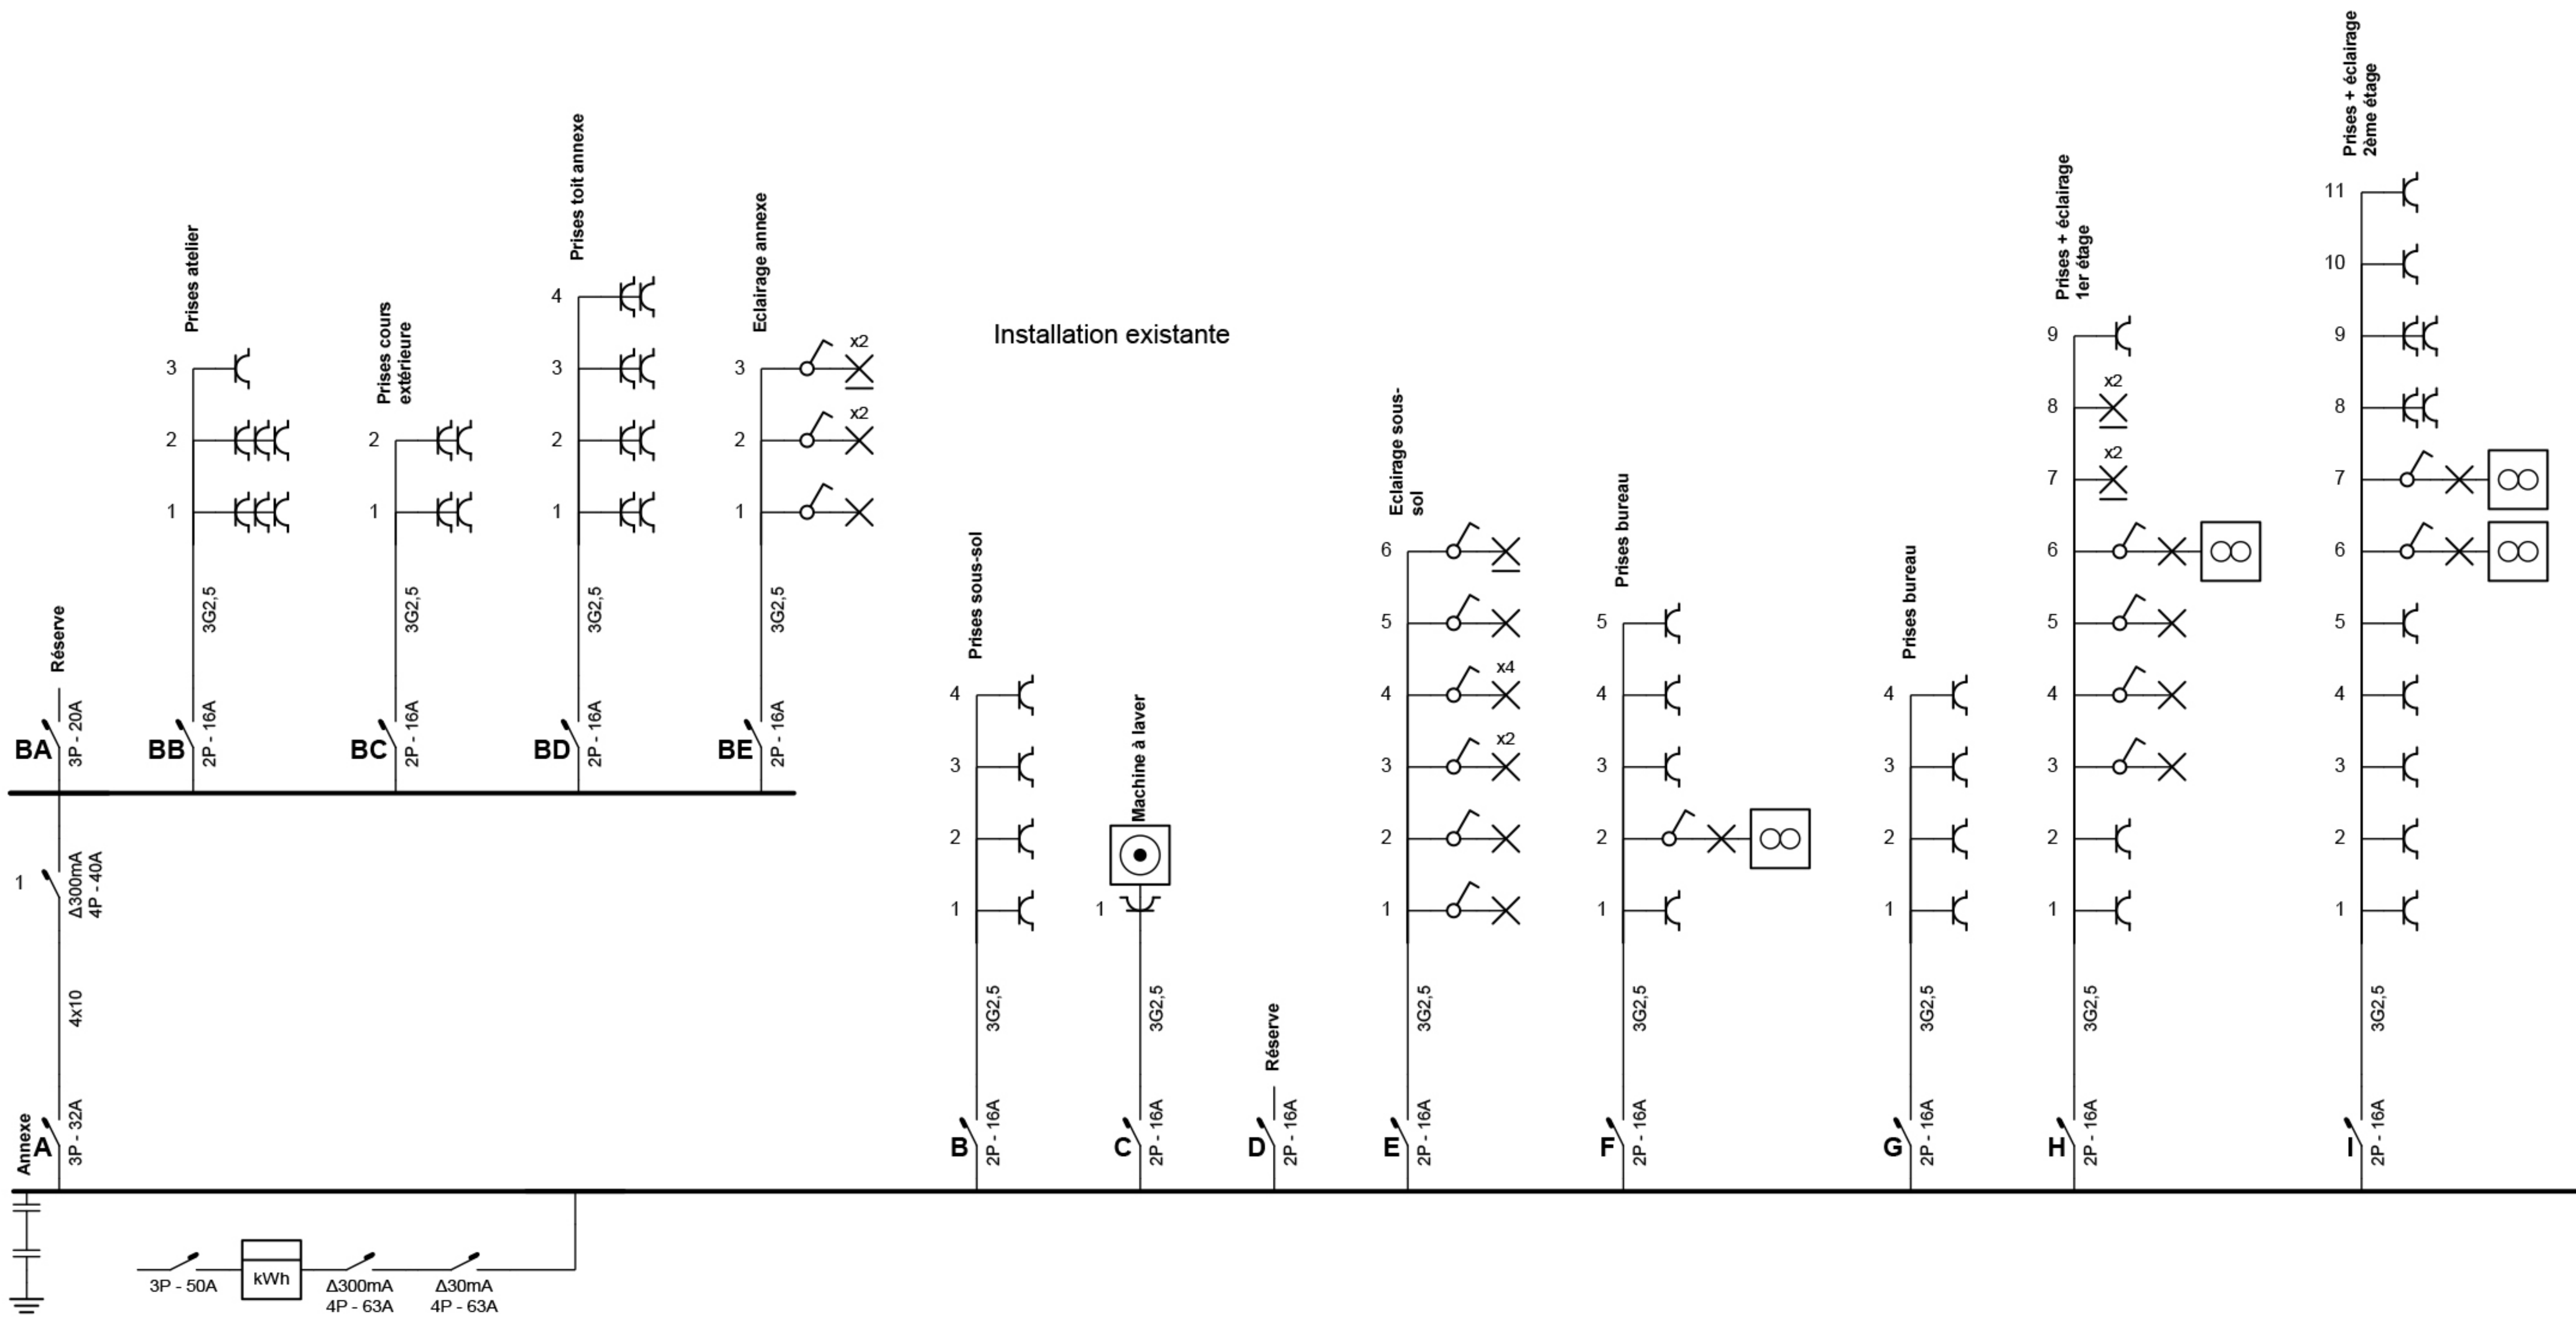 Prises + éclairage
2ème étage
11
10
9
8
7
6
5
4
3
2
1
3G2,5
I
2P - 16A
Prises + éclairage
1er étage
9
x2
8
x2
7
6
5
4
3
2
1
3G2,5
H
2P - 16A
Prises bureau
4
3
2
1
3G2,5
G
2P - 16A
Prises bureau
5
4
3
2
1
3G2,5
F
2P - 16A
Eclairage sous-
sol
6
5
x4
4
x2
3
2
1
3G2,5
E
2P - 16A
Réserve
D
2P - 16A
Machine à laver
1
3G2,5
C
2P - 16A
Prises sous-sol
4
3
2
1
3G2,5
B
2P - 16A
Installation existante
Eclairage annexe
x2
3
x2
2
1
3G2,5
BE
2P - 16A
Prises toit annexe
4
3
2
1
3G2,5
BD
2P - 16A
Prises cours
extérieure
2
1
3G2,5
BC
2P - 16A
Prises atelier
3
2
1
3G2,5
BB
2P - 16A
Réserve
BA
3P - 20A
1
Δ300mA
4P - 40A
4x10
Annexe
A
3P - 32A
3P - 50A
kWh
Δ300mA
4P - 63A
Δ30mA
4P - 63A